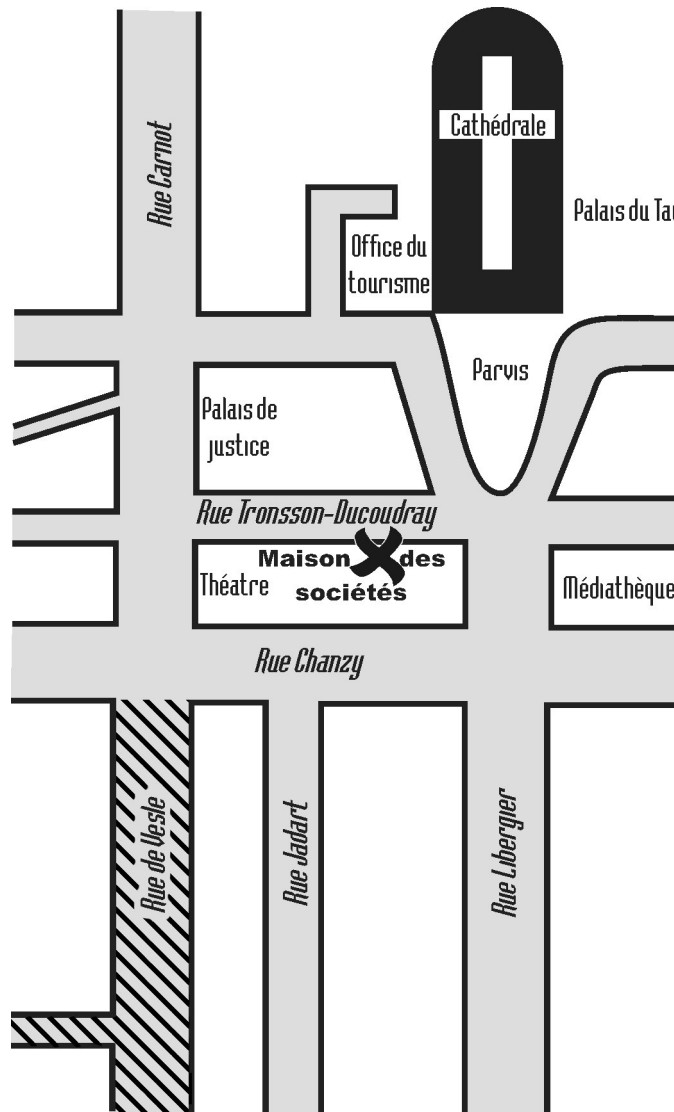 Rue Carnot
Cathédrale
Palais du Tau
Office du
tourisme
Parvis
Palais de
justice
Rue Tronsson-Ducoudray
Maison des
sociétés
Théatre
Médiathèque
Rue Chanzy
Rue de Vesle
Rue Jadart
Rue Libergier